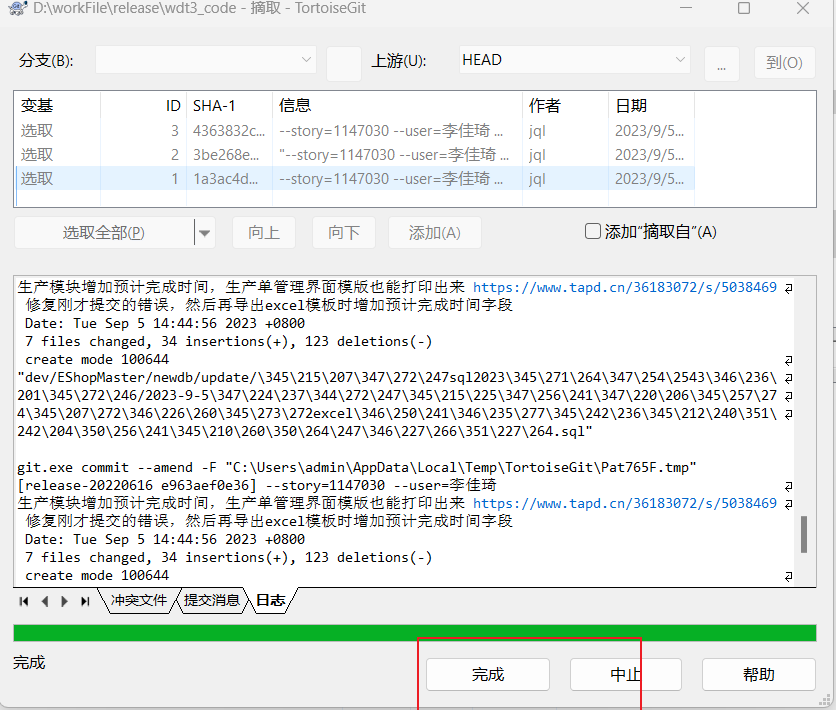 D:\workFile\release\wdt3_code - 摘取 - TortoiseGit
分支(B): 上游(U): HEAD ... 到(O)
变基 ID SHA-1 信息 作者 日期
选取 3 4363832c... --story=1147030 --user=李佳琦 ... jql 2023/9/5...
选取 2 3be268e... "--story=1147030 --user=李佳琦 ... jql 2023/9/5...
选取 1 1a3ac4d... --story=1147030 --user=李佳琦 ... jql 2023/9/5...
选取全部(P) 向上 向下 添加(A) 添加“摘取自”(A)
生产模块增加预计完成时间，生产单管理界面模版也能打印出来 https://www.tapd.cn/36183072/s/5038469
修复刚才提交的错误，然后再导出excel模板时增加预计完成时间字段
Date: Tue Sep 5 14:44:56 2023 +0800
7 files changed, 34 insertions(+), 123 deletions(-)
create mode 100644
"dev/EShopMaster/newdb/update/\345\215\207\347\272\247sql2023\345\271\264\347\254\2543\346\236\
201\345\272\246/2023-9-5\347\224\237\344\272\247\345\215\225\347\256\241\347\220\206\345\257\27
4\345\207\272\346\226\260\345\273\272excel\346\250\241\346\235\277\345\242\236\345\212\240\351\
242\204\350\256\241\345\210\260\350\264\247\346\227\266\351\227\264.sql"
git.exe commit --amend -F "C:\Users\admin\AppData\Local\Temp\TortoiseGit\Pat765F.tmp"
[release-20220616 e963aef0e36] --story=1147030 --user=李佳琦
生产模块增加预计完成时间，生产单管理界面模版也能打印出来 https://www.tapd.cn/36183072/s/5038469
修复刚才提交的错误，然后再导出excel模板时增加预计完成时间字段
Date: Tue Sep 5 14:44:56 2023 +0800
7 files changed, 34 insertions(+), 123 deletions(-)
create mode 100644
冲突文件 提交消息 日志
完成
完成 中止 帮助